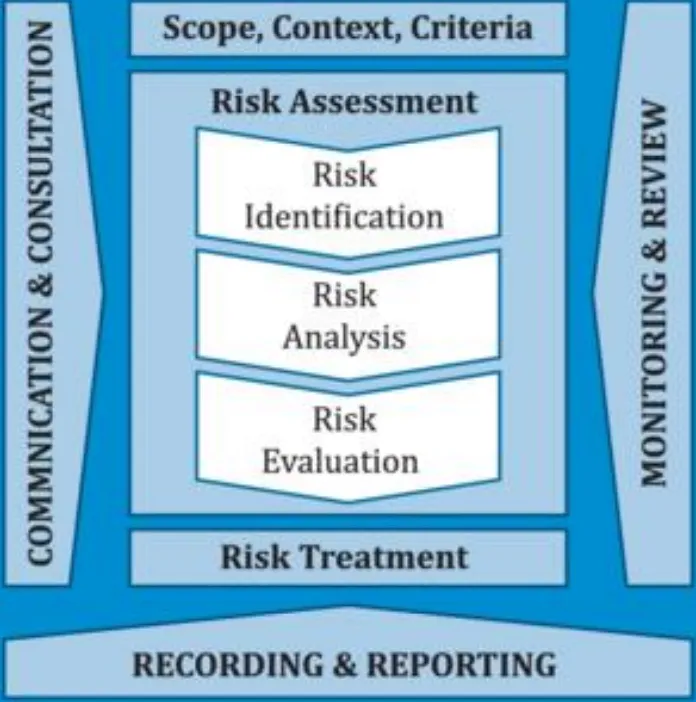 Scope, Context, Criteria
Risk Assessment
Risk
Identification
Risk
Analysis
Risk
Evaluation
Risk Treatment
COMMNICATION & CONSULTATION
MONITORING & REVIEW
RECORDING & REPORTING